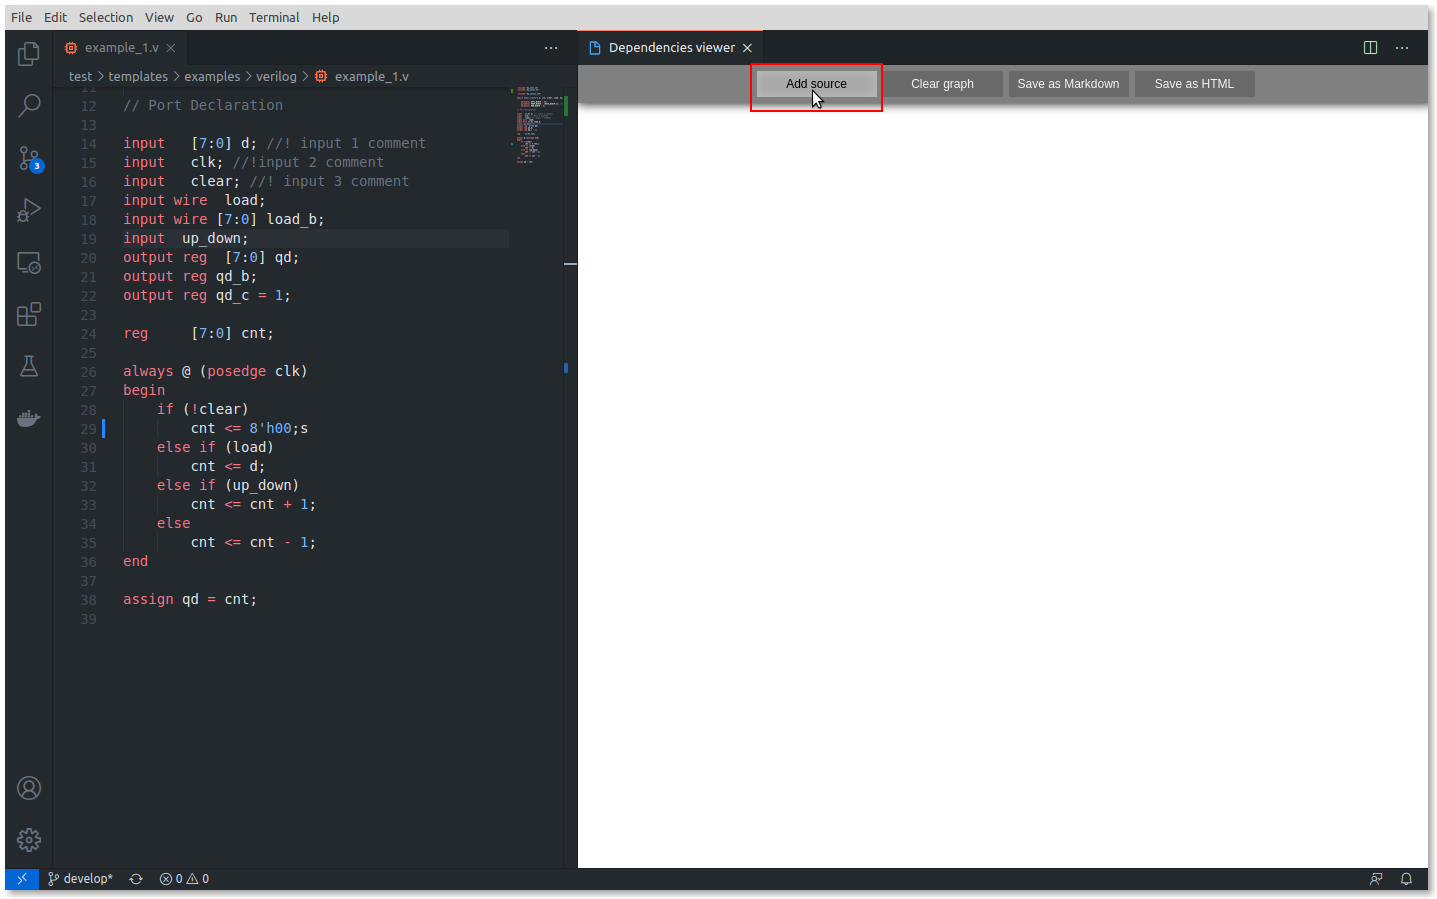 File Edit Selection View Go Run Terminal Help
example_1.v
Dependencies viewer
test > templates > examples > verilog > example_1.v
Add source Clear graph Save as Markdown Save as HTML
11
12 // Port Declaration
13
14 input   [7:0] d; //! input 1 comment
15 input   clk; //!input 2 comment
16 input   clear; //! input 3 comment
17 input wire  load;
18 input wire [7:0] load_b;
19 input  up_down;
20 output reg  [7:0] qd;
21 output reg qd_b;
22 output reg qd_c = 1;
23
24 reg     [7:0] cnt;
25
26 always @ (posedge clk)
27 begin
28     if (!clear)
29         cnt <= 8'h00;s
30     else if (load)
31         cnt <= d;
32     else if (up_down)
33         cnt <= cnt + 1;
34     else
35         cnt <= cnt - 1;
36 end
37
38 assign qd = cnt;
39
3
develop* 0 0